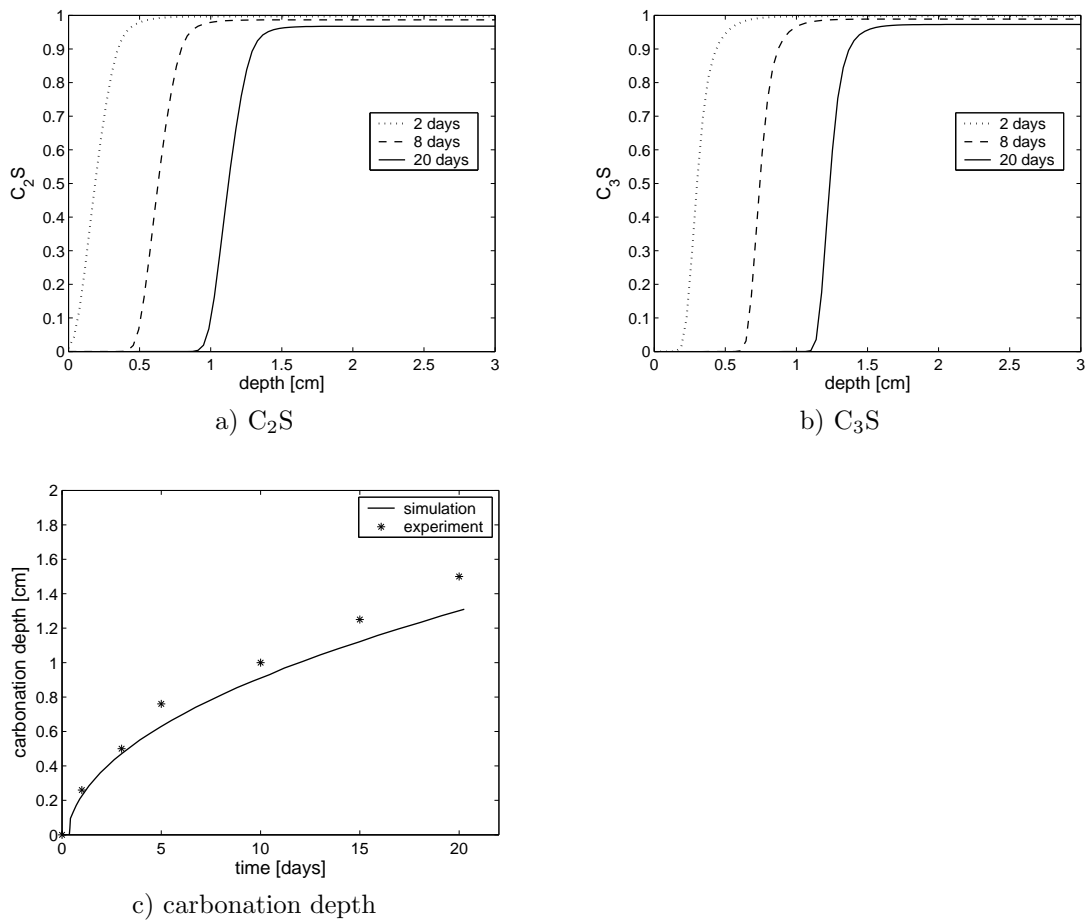 1
0.9
0.8
0.7
0.6
0.5
0.4
0.3
0.2
0.1
0
C₂S
2 days
8 days
20 days
0 0.5 1 1.5 2 2.5 3
depth [cm]
a) C₂S
1
0.9
0.8
0.7
0.6
0.5
0.4
0.3
0.2
0.1
0
C₃S
2 days
8 days
20 days
0 0.5 1 1.5 2 2.5 3
depth [cm]
b) C₃S
2
1.8
1.6
1.4
1.2
1
0.8
0.6
0.4
0.2
0
carbonation depth [cm]
simulation
experiment
0 5 10 15 20
time [days]
c) carbonation depth